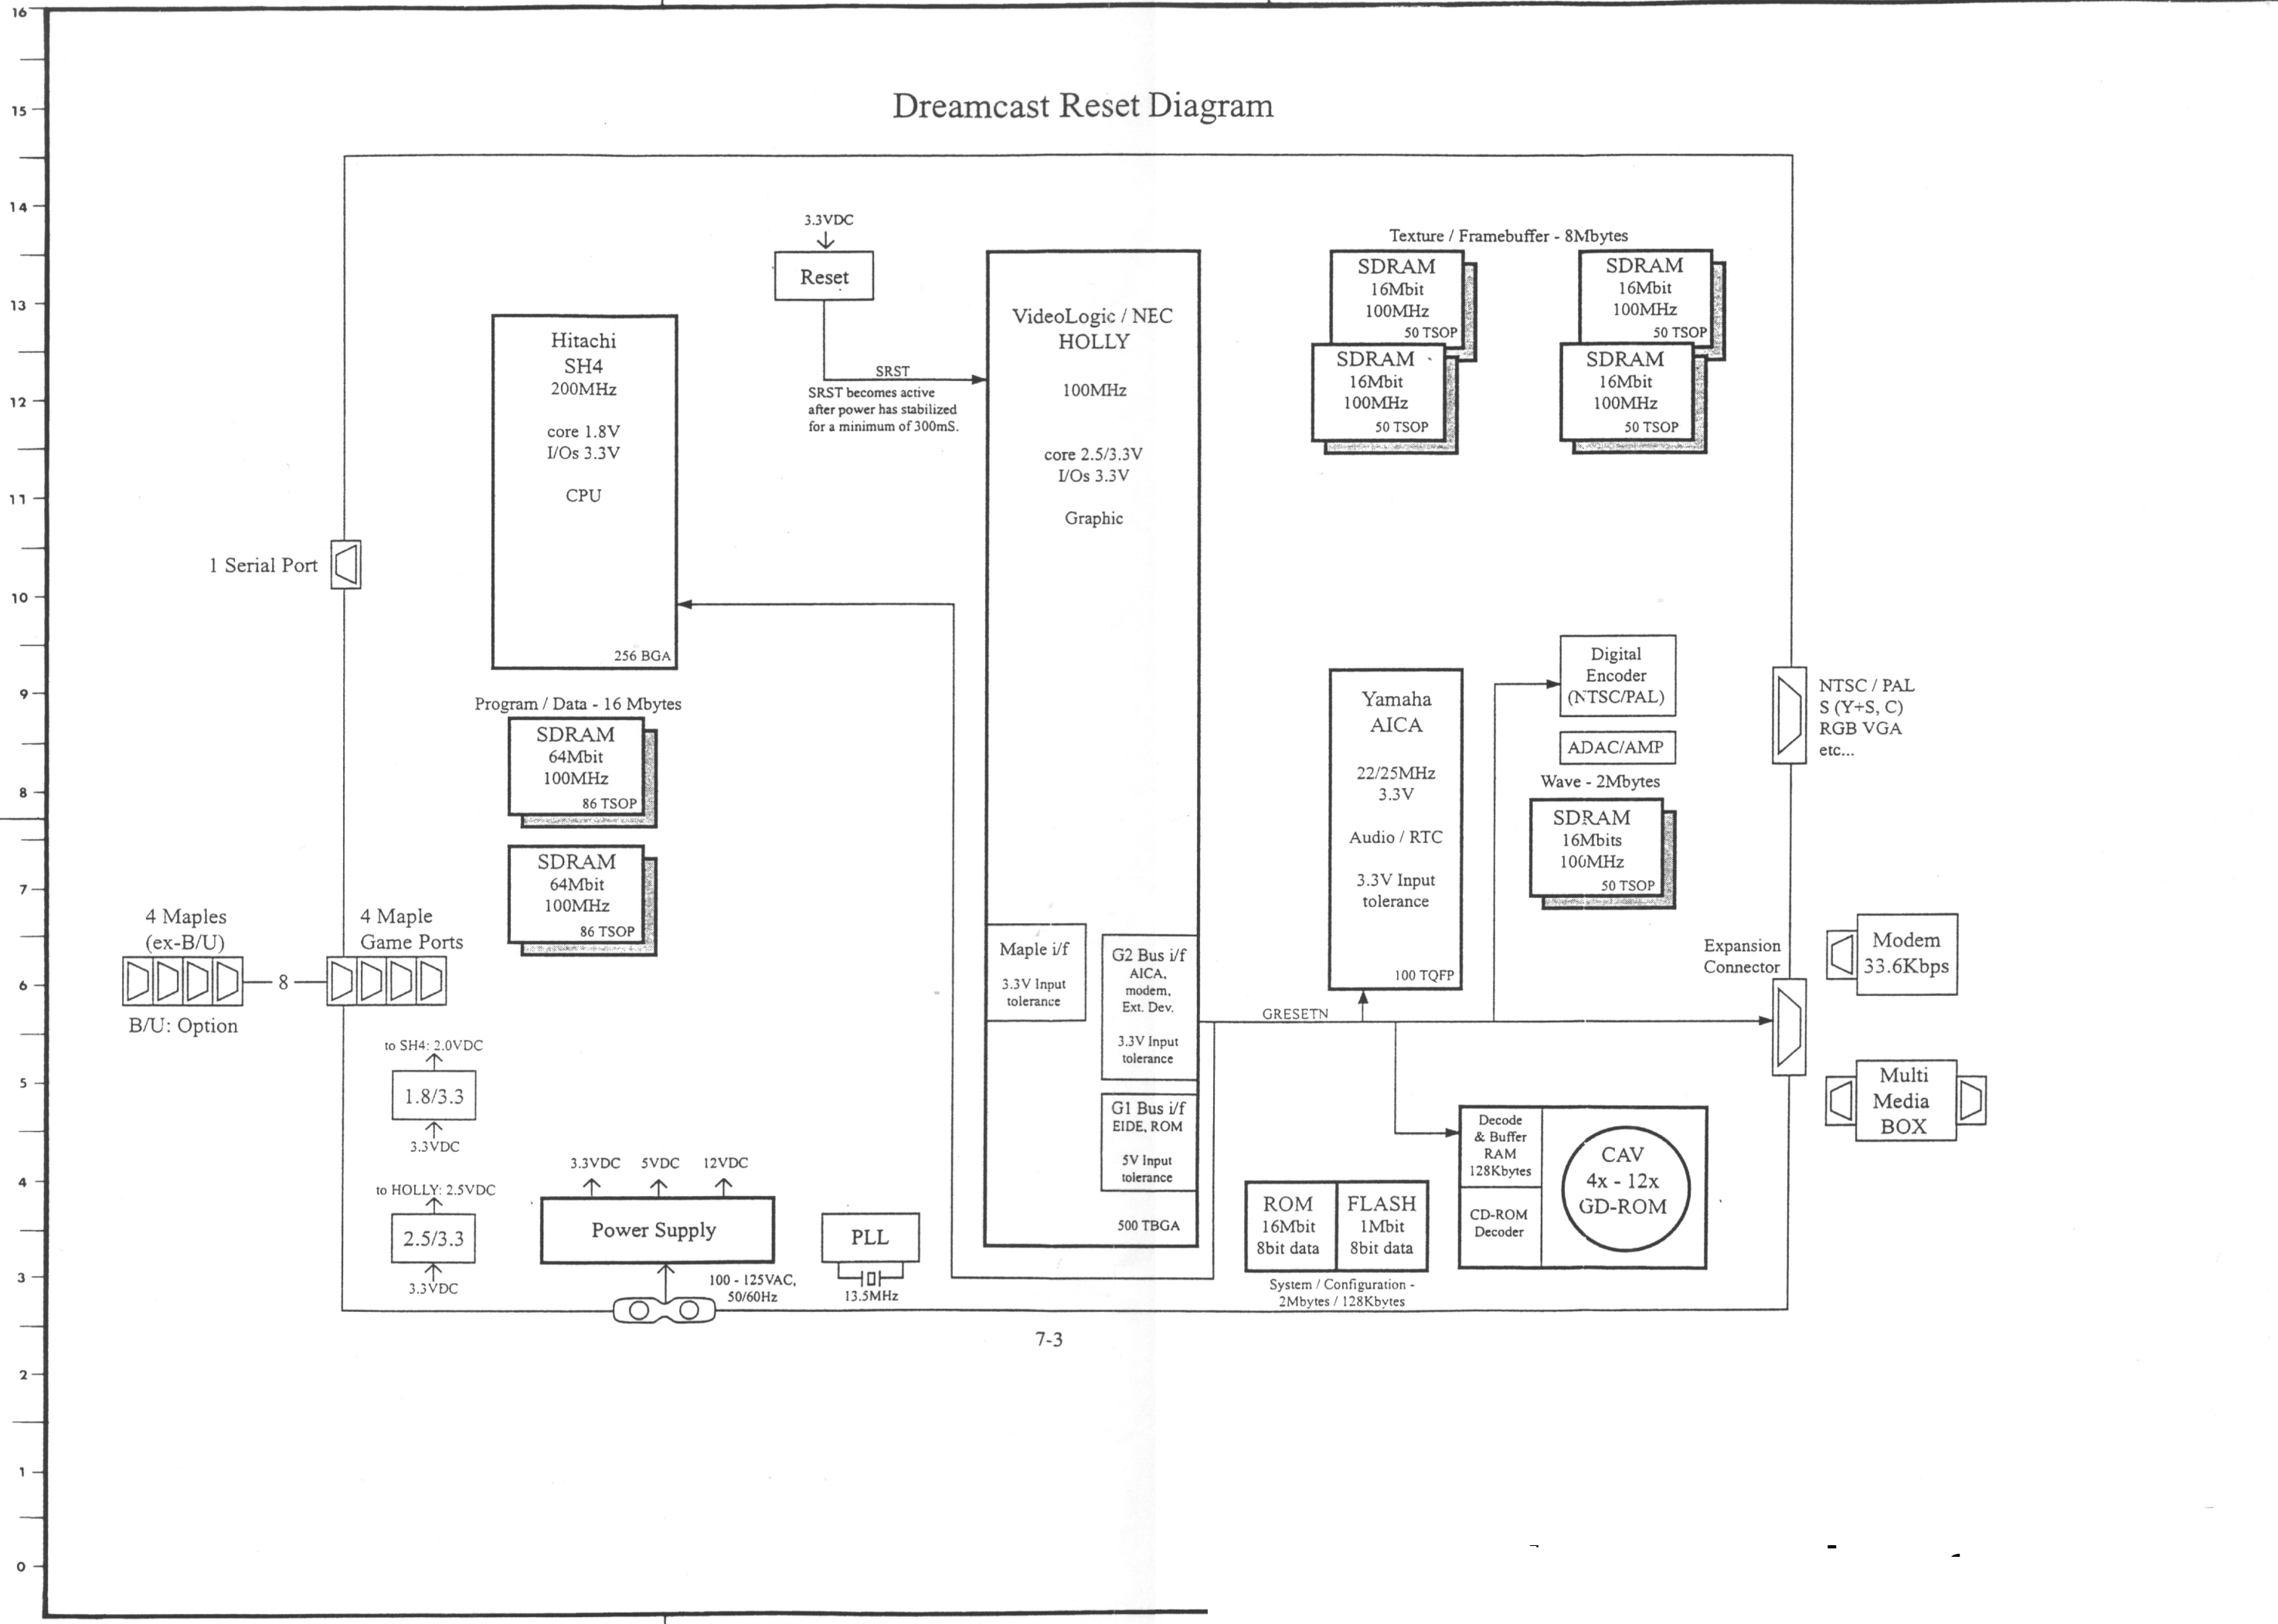 16
15
14
13
12
11
10
9
8
7
6
5
4
3
2
1
0
Dreamcast Reset Diagram
3.3VDC
Reset
SRST
SRST becomes active
after power has stabilized
for a minimum of 300mS.
Hitachi
SH4
200MHz
core 1.8V
I/Os 3.3V
CPU
256 BGA
VideoLogic / NEC
HOLLY
100MHz
core 2.5/3.3V
I/Os 3.3V
Graphic
Maple i/f
3.3V Input
tolerance
G2 Bus i/f
AICA,
modem,
Ext. Dev.
3.3V Input
tolerance
G1 Bus i/f
EIDE, ROM
5V Input
tolerance
500 TBGA
Texture / Framebuffer - 8Mbytes
SDRAM
16Mbit
100MHz
50 TSOP
SDRAM
16Mbit
100MHz
50 TSOP
SDRAM
16Mbit
100MHz
50 TSOP
SDRAM
16Mbit
100MHz
50 TSOP
1 Serial Port
Program / Data - 16 Mbytes
SDRAM
64Mbit
100MHz
86 TSOP
SDRAM
64Mbit
100MHz
86 TSOP
4 Maples
(ex-B/U)
8
B/U: Option
4 Maple
Game Ports
to SH4: 2.0VDC
1.8/3.3
3.3VDC
to HOLLY: 2.5VDC
2.5/3.3
3.3VDC
3.3VDC
5VDC
12VDC
Power Supply
100 - 125VAC,
50/60Hz
PLL
13.5MHz
Yamaha
AICA
22/25MHz
3.3V
Audio / RTC
3.3V Input
tolerance
100 TQFP
GRESETN
Digital
Encoder
(NTSC/PAL)
ADAC/AMP
Wave - 2Mbytes
SDRAM
16Mbits
100MHz
50 TSOP
NTSC / PAL
S (Y+S, C)
RGB VGA
etc...
Expansion
Connector
Modem
33.6Kbps
Multi
Media
BOX
Decode
& Buffer
RAM
128Kbytes
CD-ROM
Decoder
CAV
4x - 12x
GD-ROM
ROM
16Mbit
8bit data
FLASH
1Mbit
8bit data
System / Configuration -
2Mbytes / 128Kbytes
7-3